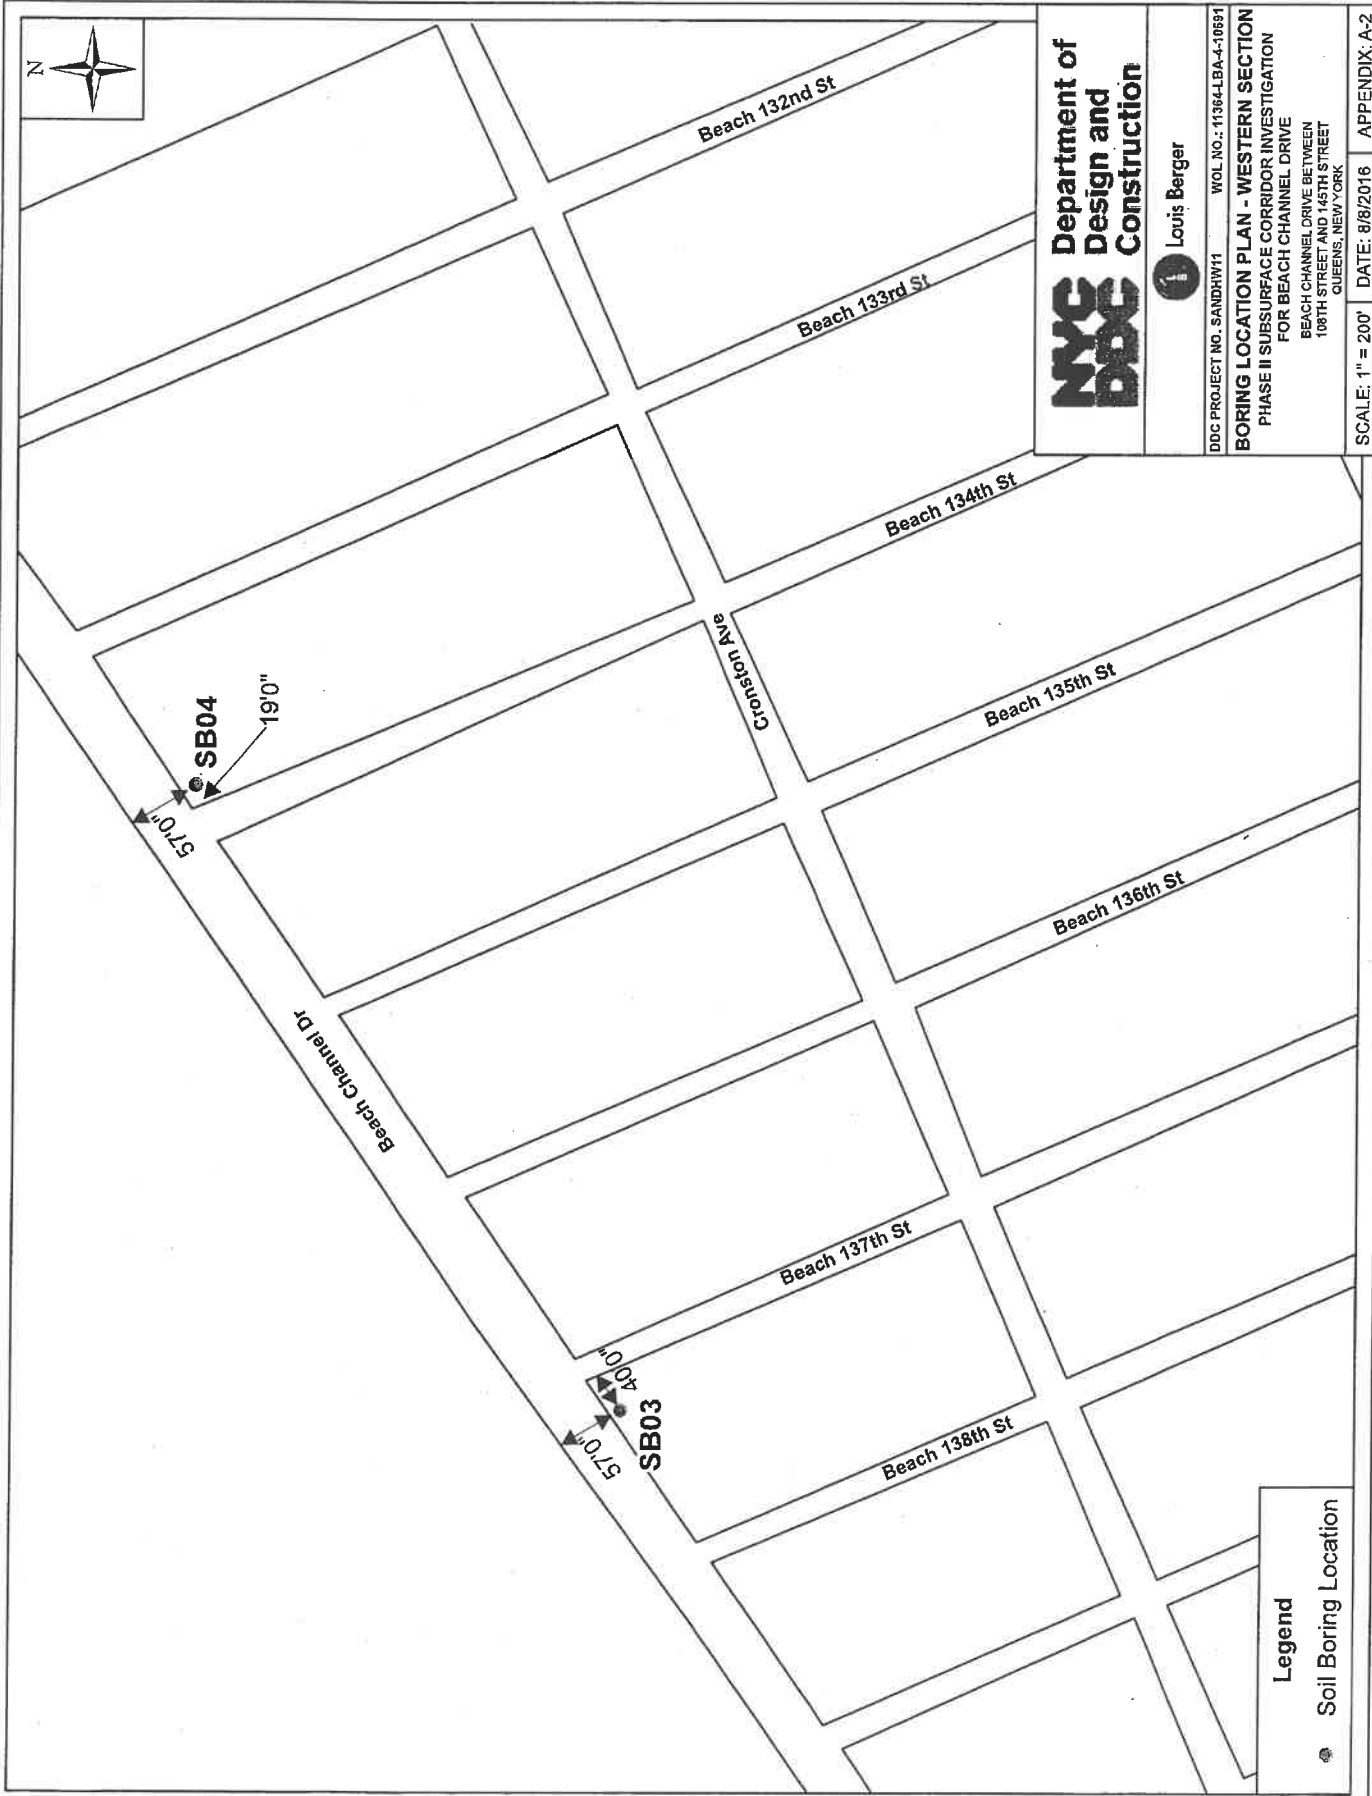 N
Beach 132nd St
Beach 133rd St
Beach 134th St
Beach 135th St
Beach 136th St
Beach 137th St
Beach 138th St
Cronston Ave
Beach Channel Dr
SB04
19'0"
57'0"
SB03
40'0"
57'0"
Legend
Soil Boring Location
NYC
DDC
Department of
Design and
Construction
Louis Berger
DDC PROJECT NO. SANDHW11 WOL NO.: 11364-LBA-4-10691
BORING LOCATION PLAN - WESTERN SECTION
PHASE II SUBSURFACE CORRIDOR INVESTIGATION
FOR BEACH CHANNEL DRIVE
BEACH CHANNEL DRIVE BETWEEN
108TH STREET AND 145TH STREET
QUEENS, NEW YORK
SCALE: 1" = 200' DATE: 8/8/2016 APPENDIX: A-2